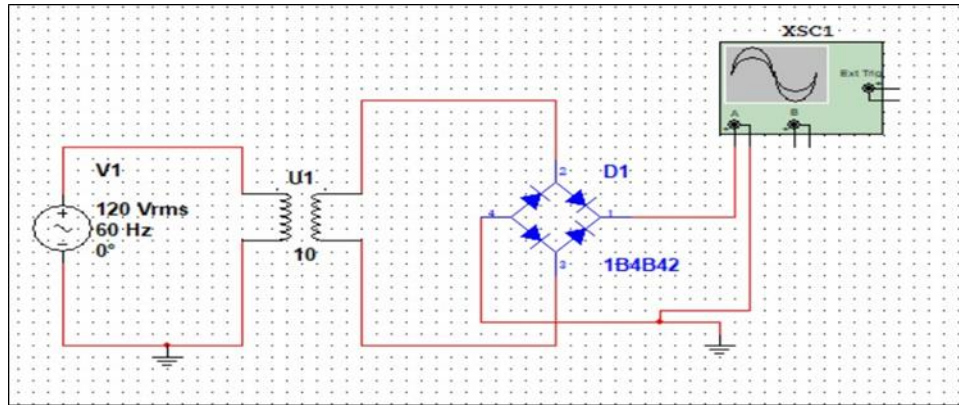 XSC1
Ext Trig
+
A
B
+
+
V1
120 Vrms
60 Hz
0°
U1
10
D1
2
4
1
3
1B4B42